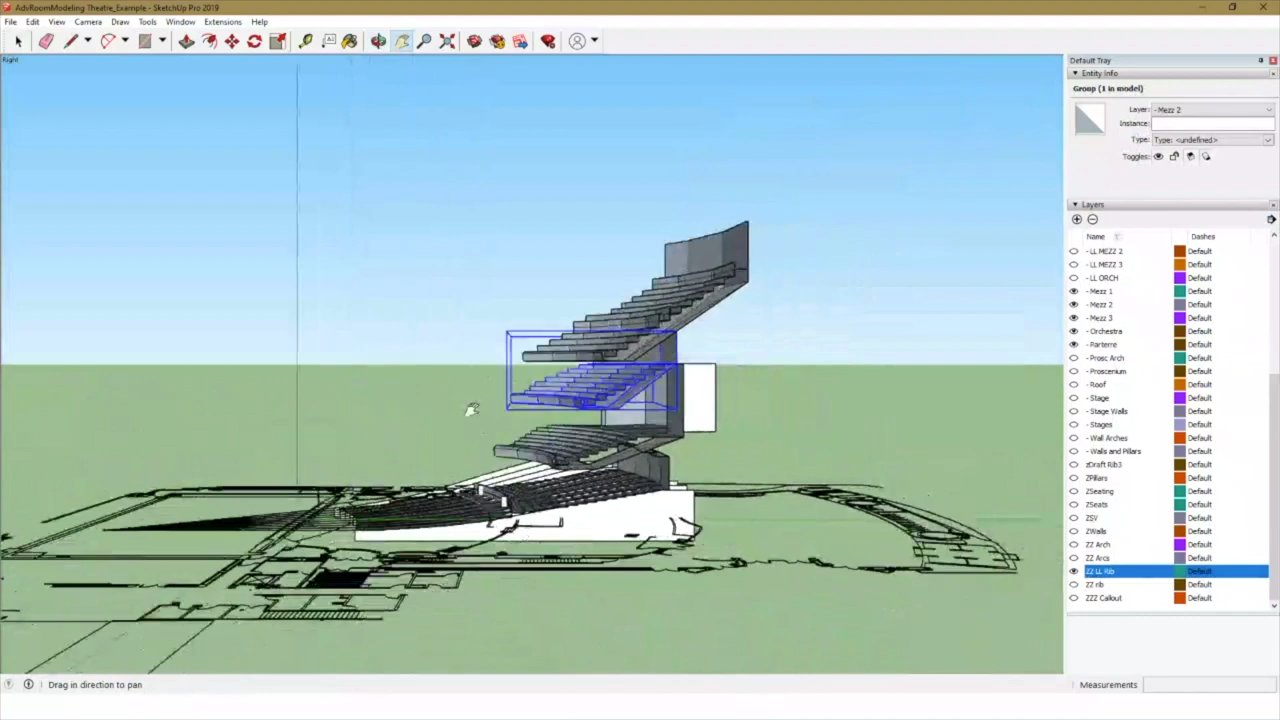 AdvRoomModeling Theatre_Example - SketchUp Pro 2019
File Edit View Camera Draw Tools Window Extensions Help
Right
Default Tray
Entity Info
Group (1 in model)
Layer: - Mezz 2
Instance:
Type: Type: <undefined>
Toggles:
Layers
Name Dashes
- LL MEZZ 2 Default
- LL MEZZ 3 Default
- LL ORCH Default
- Mezz 1 Default
- Mezz 2 Default
- Mezz 3 Default
- Orchestra Default
- Parterre Default
- Prosc Arch Default
- Proscenium Default
- Roof Default
- Stage Default
- Stage Walls Default
- Stages Default
- Wall Arches Default
- Walls and Pillars Default
zDraft Rib3 Default
ZPillars Default
ZSeating Default
ZSeats Default
ZSV Default
ZWalls Default
ZZ Arch Default
ZZ Arcs Default
ZZ LL Rib Default
ZZ rib Default
ZZZ Callout Default
Drag in direction to pan
Measurements